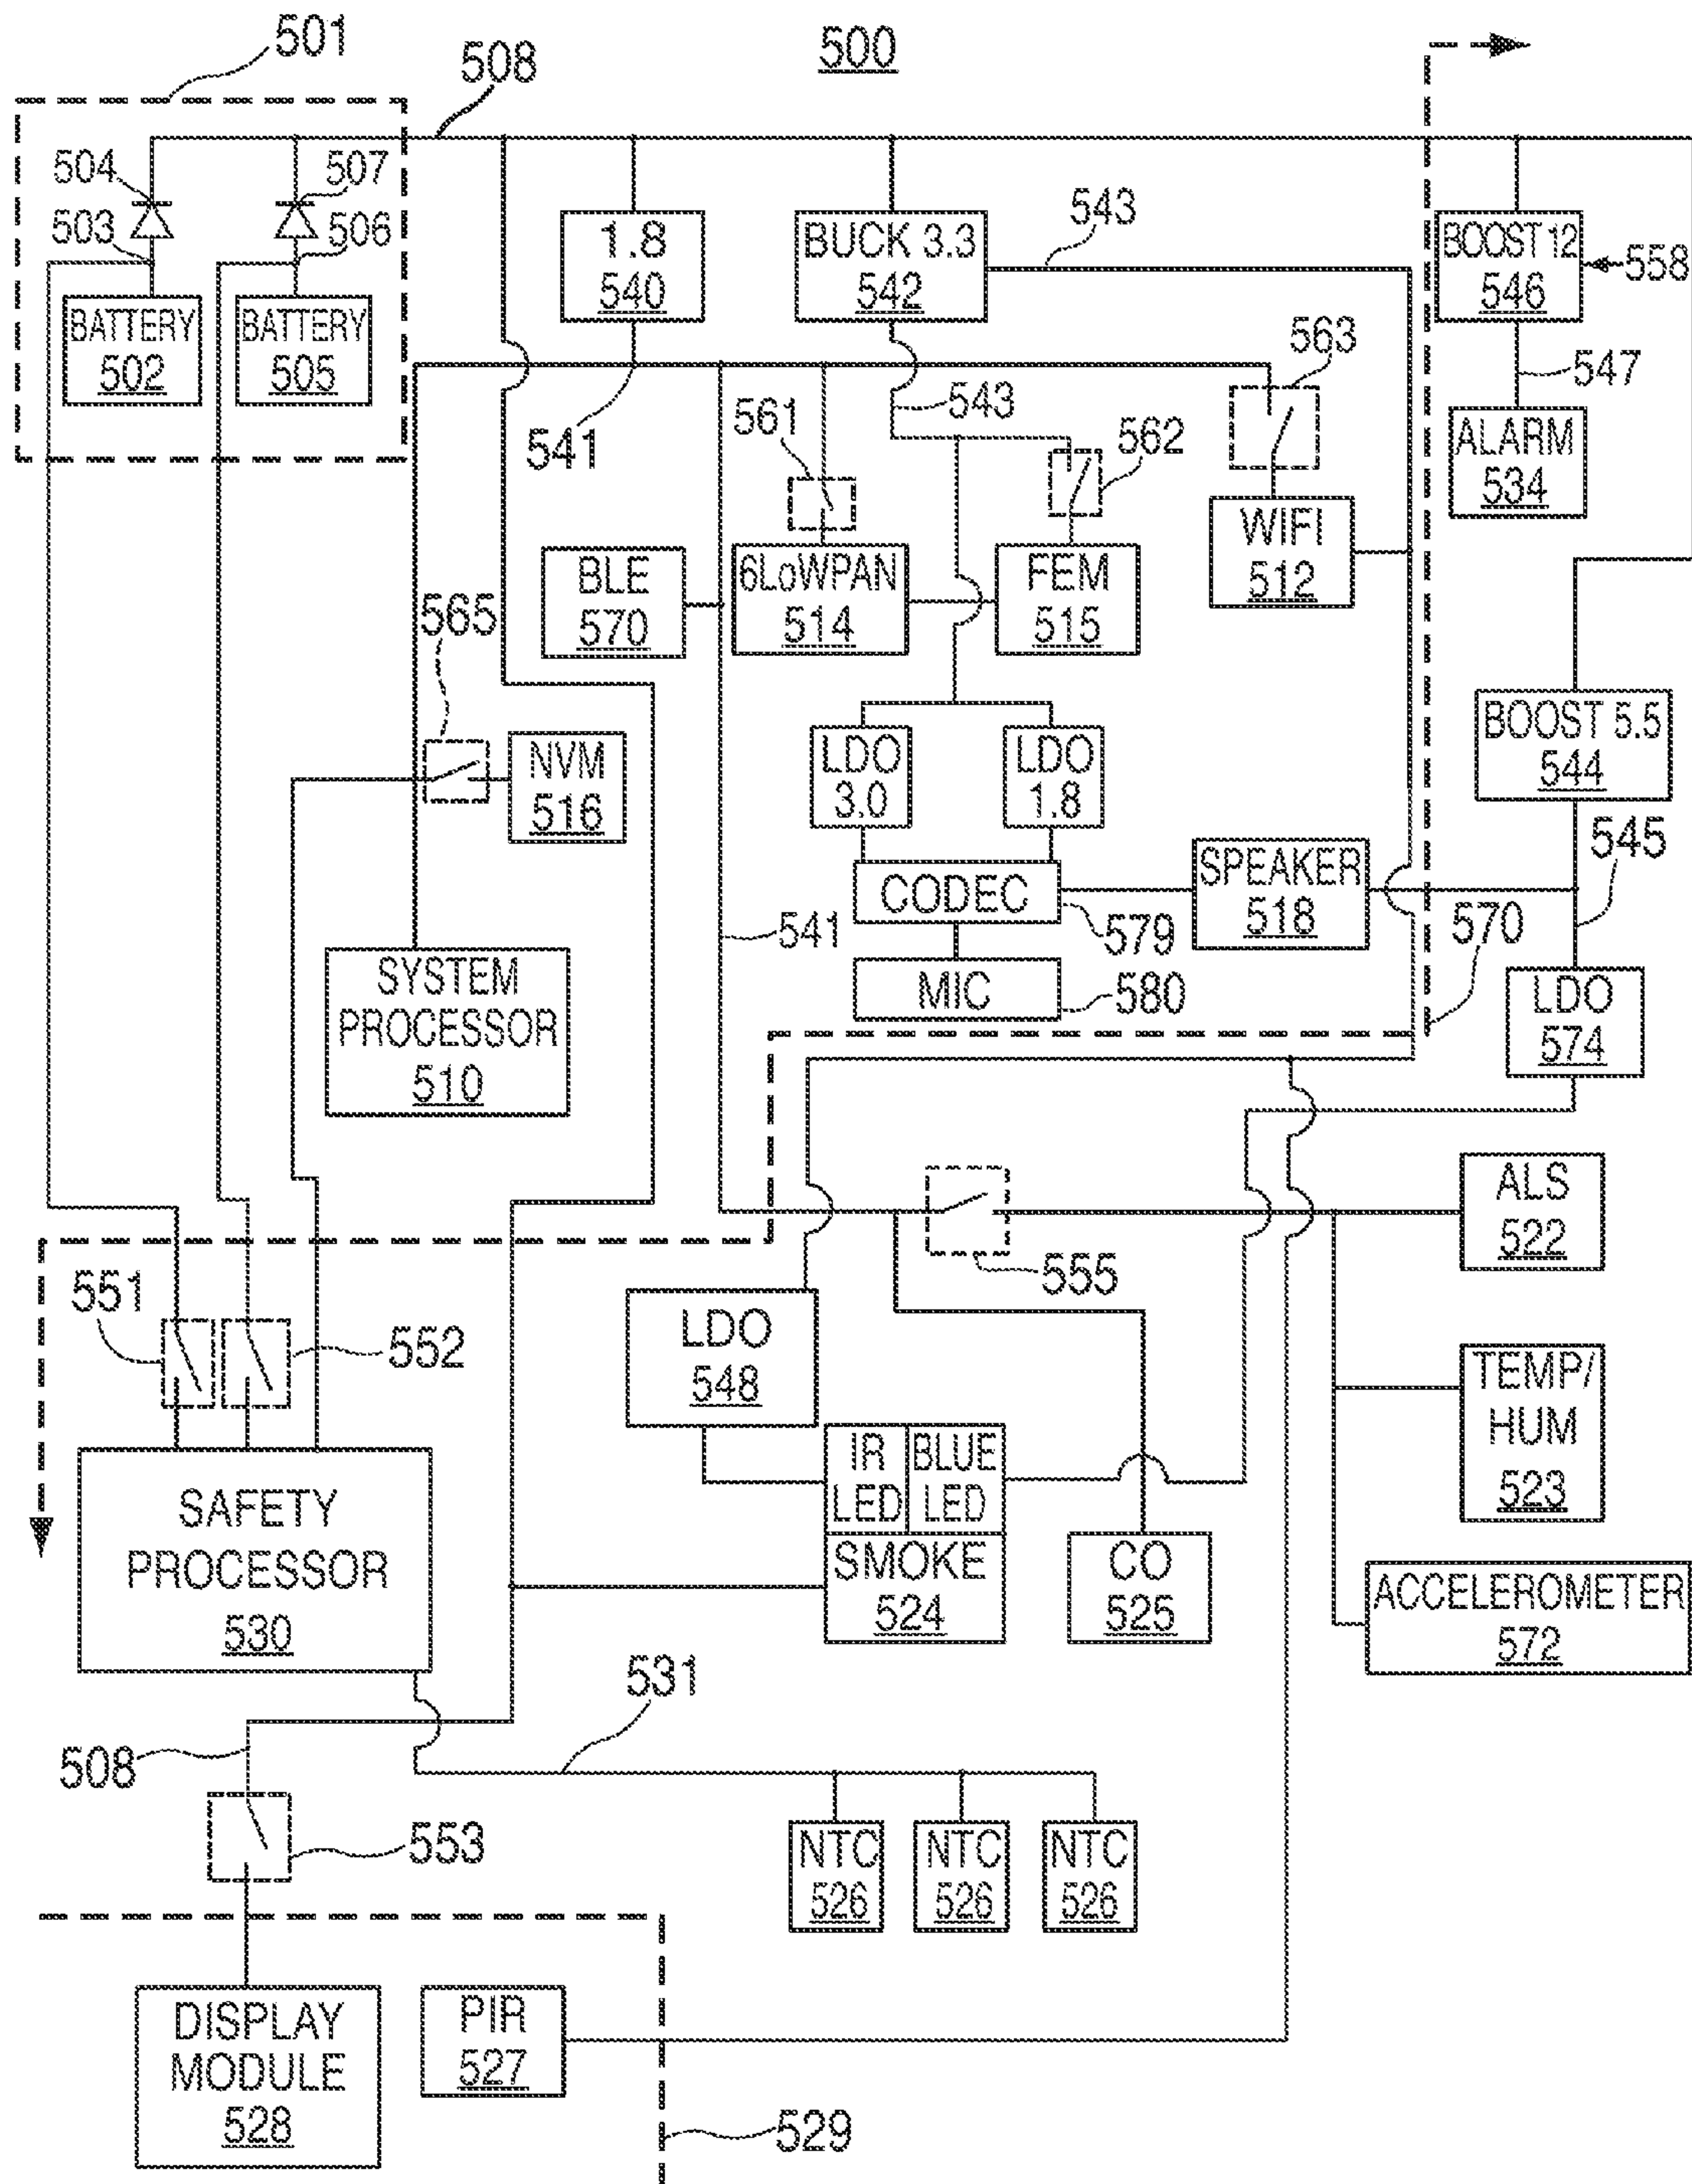 500
501
508
504
507
503
506
BATTERY
502
BATTERY
505
1.8
540
BUCK 3.3
542
543
BOOST 12
546
558
563
547
541
543
561
562
ALARM
534
WIFI
512
BLE
570
6LoWPAN
514
FEM
515
565
NVM
516
LDO
3.0
LDO
1.8
BOOST 5.5
544
545
CODEC
579
SPEAKER
518
541
MIC
580
570
SYSTEM
PROCESSOR
510
LDO
574
ALS
522
555
551
552
LDO
548
TEMP/
HUM
523
IR
LED
BLUE
LED
SAFETY
PROCESSOR
530
SMOKE
524
CO
525
ACCELEROMETER
572
531
508
553
NTC
526
NTC
526
NTC
526
DISPLAY
MODULE
528
PIR
527
529